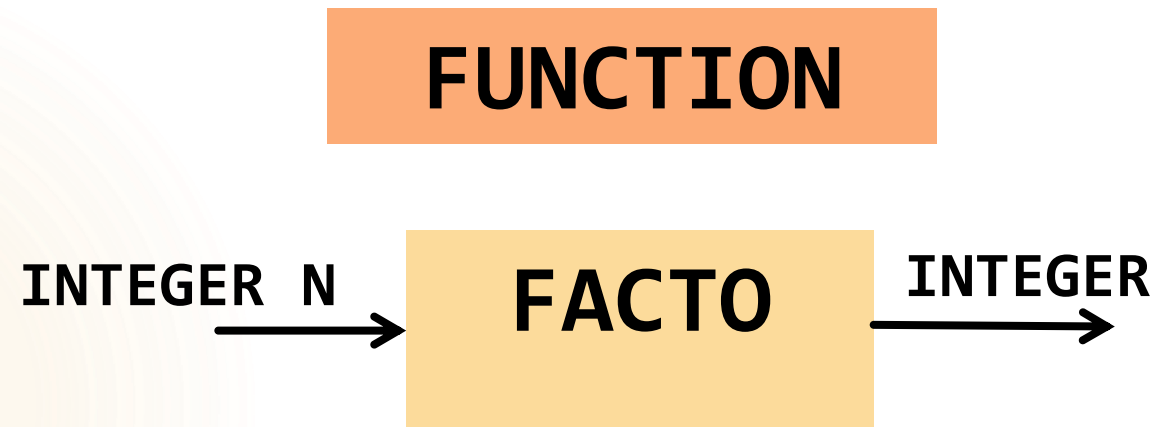 FUNCTION
INTEGER N
FACTO
INTEGER